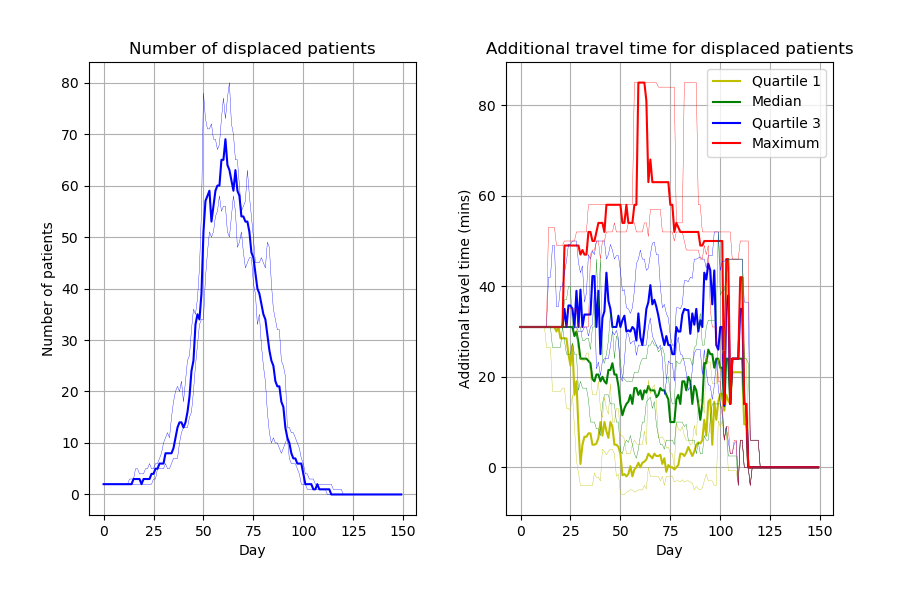 Number of displaced patients
Number of patients
80
70
60
50
40
30
20
10
0
0 25 50 75 100 125 150
Day
Additional travel time for displaced patients
Additional travel time (mins)
80
60
40
20
0
Quartile 1
Median
Quartile 3
Maximum
0 25 50 75 100 125 150
Day